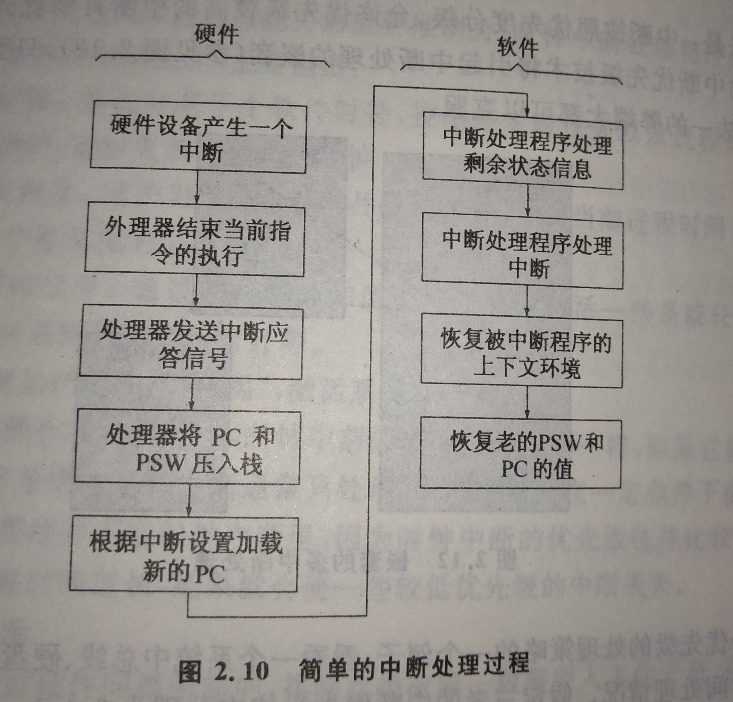 硬件
硬件设备产生一个
中断
外理器结束当前指
令的执行
处理器发送中断应
答信号
处理器将 PC 和
PSW 压入栈
根据中断设置加载
新的PC
软件
中断处理程序处理
剩余状态信息
中断处理程序处理
中断
恢复被中断程序的
上下文环境
恢复老的PSW和
PC的值
图 2.10 简单的中断处理过程